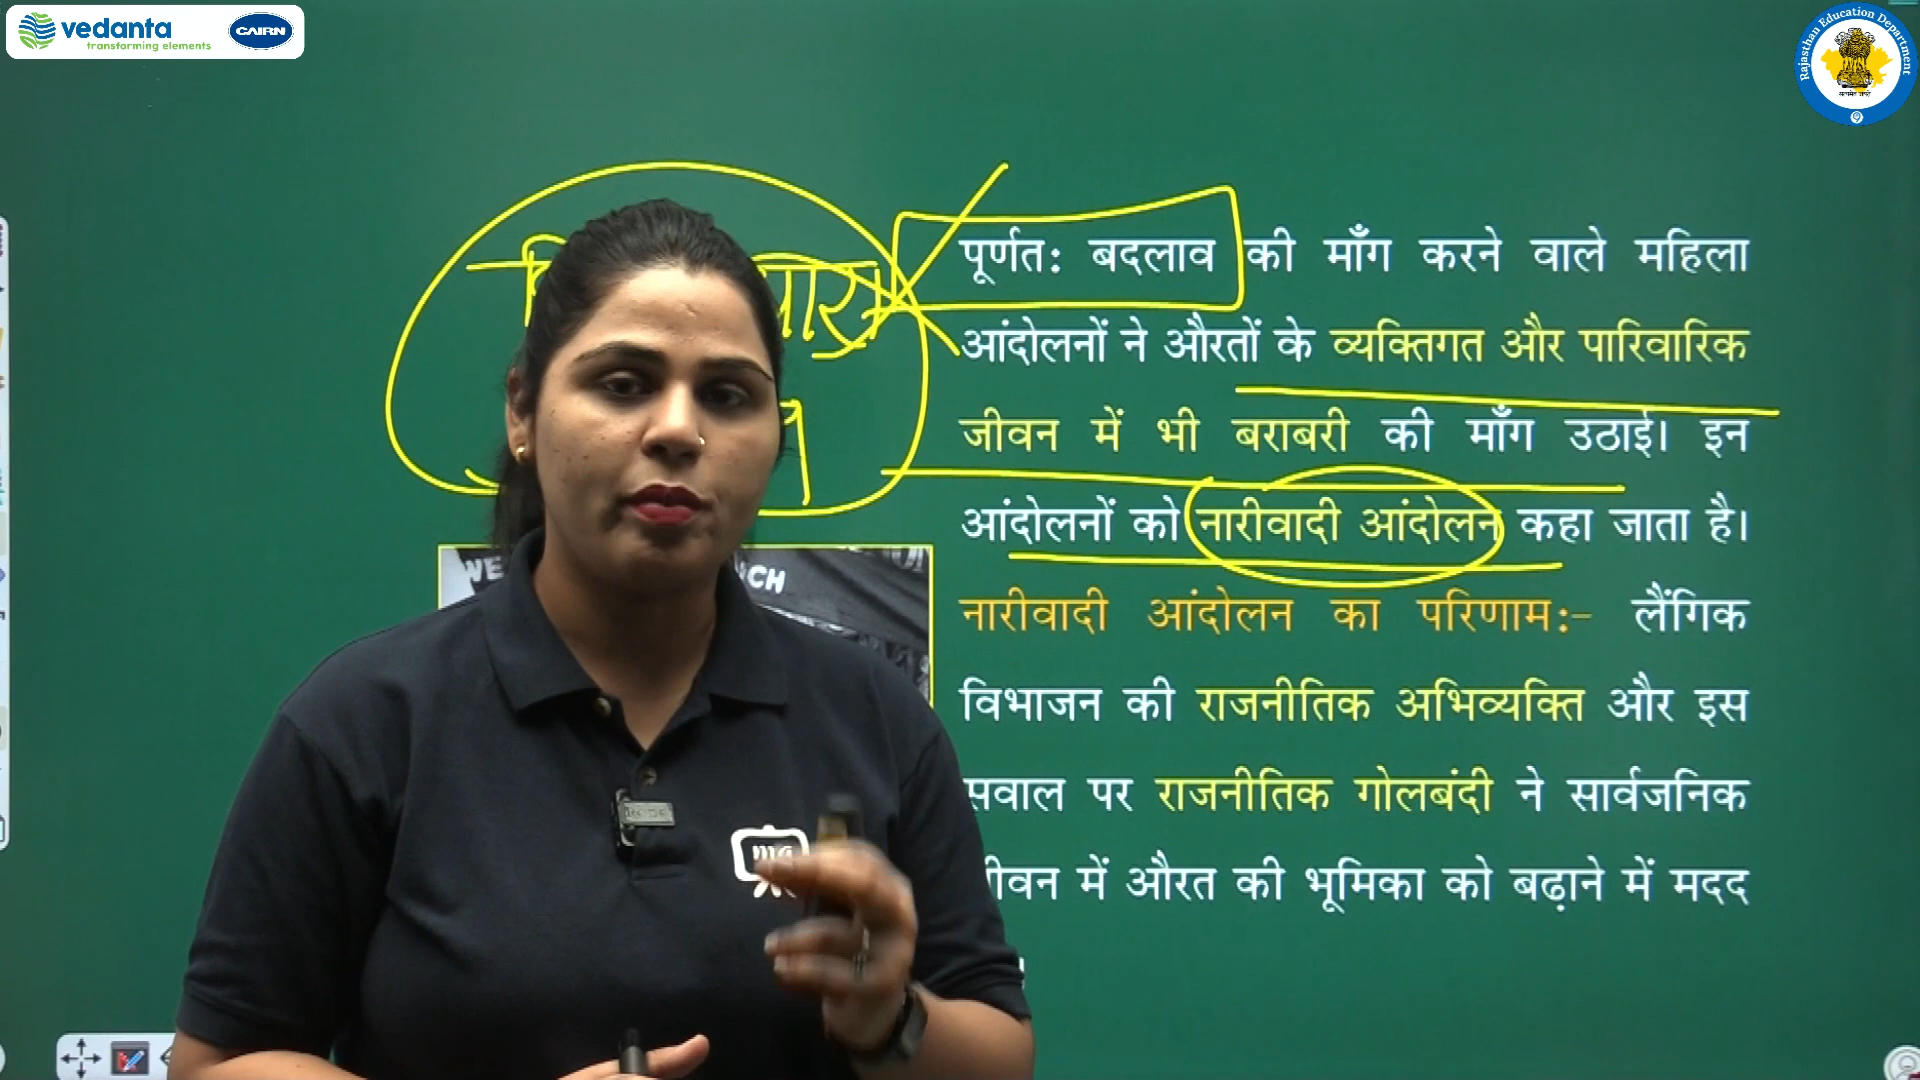 vedanta
transforming elements
CAIRN
Rajasthan Education Department
पूर्णत: बदलाव की माँग करने वाले महिला
आंदोलनों ने औरतों के व्यक्तिगत और पारिवारिक
जीवन में भी बराबरी की माँग उठाई। इन
आंदोलनों को नारीवादी आंदोलन कहा जाता है।
नारीवादी आंदोलन का परिणाम:- लैंगिक
विभाजन की राजनीतिक अभिव्यक्ति और इस
सवाल पर राजनीतिक गोलबंदी ने सार्वजनिक
में औरत की भूमिका को बढ़ाने में मदद
WE